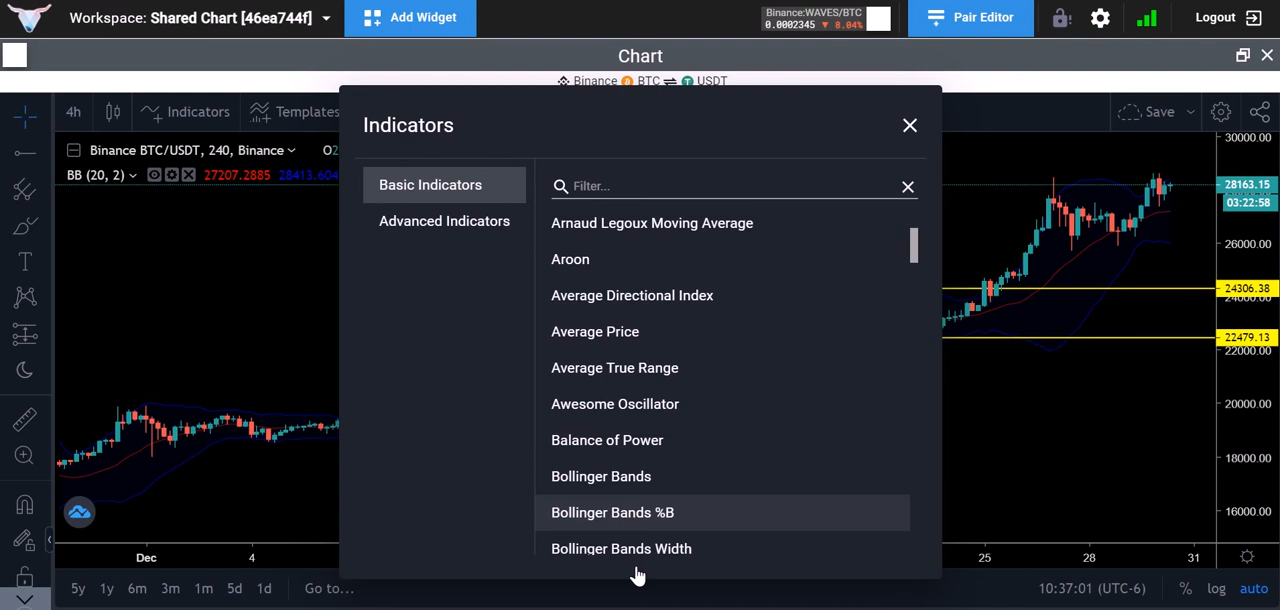 Workspace: Shared Chart [46ea744f]
Add Widget
Binance:WAVES/BTC
0.0002345 ▼ 8.04%
Pair Editor
Logout
Chart
Binance BTC ⇌ USDT
4h
Indicators
Templates
Save
Indicators
Basic Indicators
Advanced Indicators
Filter...
Arnaud Legoux Moving Average
Aroon
Average Directional Index
Average Price
Average True Range
Awesome Oscillator
Balance of Power
Bollinger Bands
Bollinger Bands %B
Bollinger Bands Width
Binance BTC/USDT, 240, Binance
BB (20, 2) 27207.2885
30000.00
28163.15
03:22:58
26000.00
24306.38
24000.00
22479.13
22000.00
20000.00
18000.00
16000.00
Dec 4 25 28 31
5y 1y 6m 3m 1m 5d 1d Go to...
10:37:01 (UTC-6) % log auto